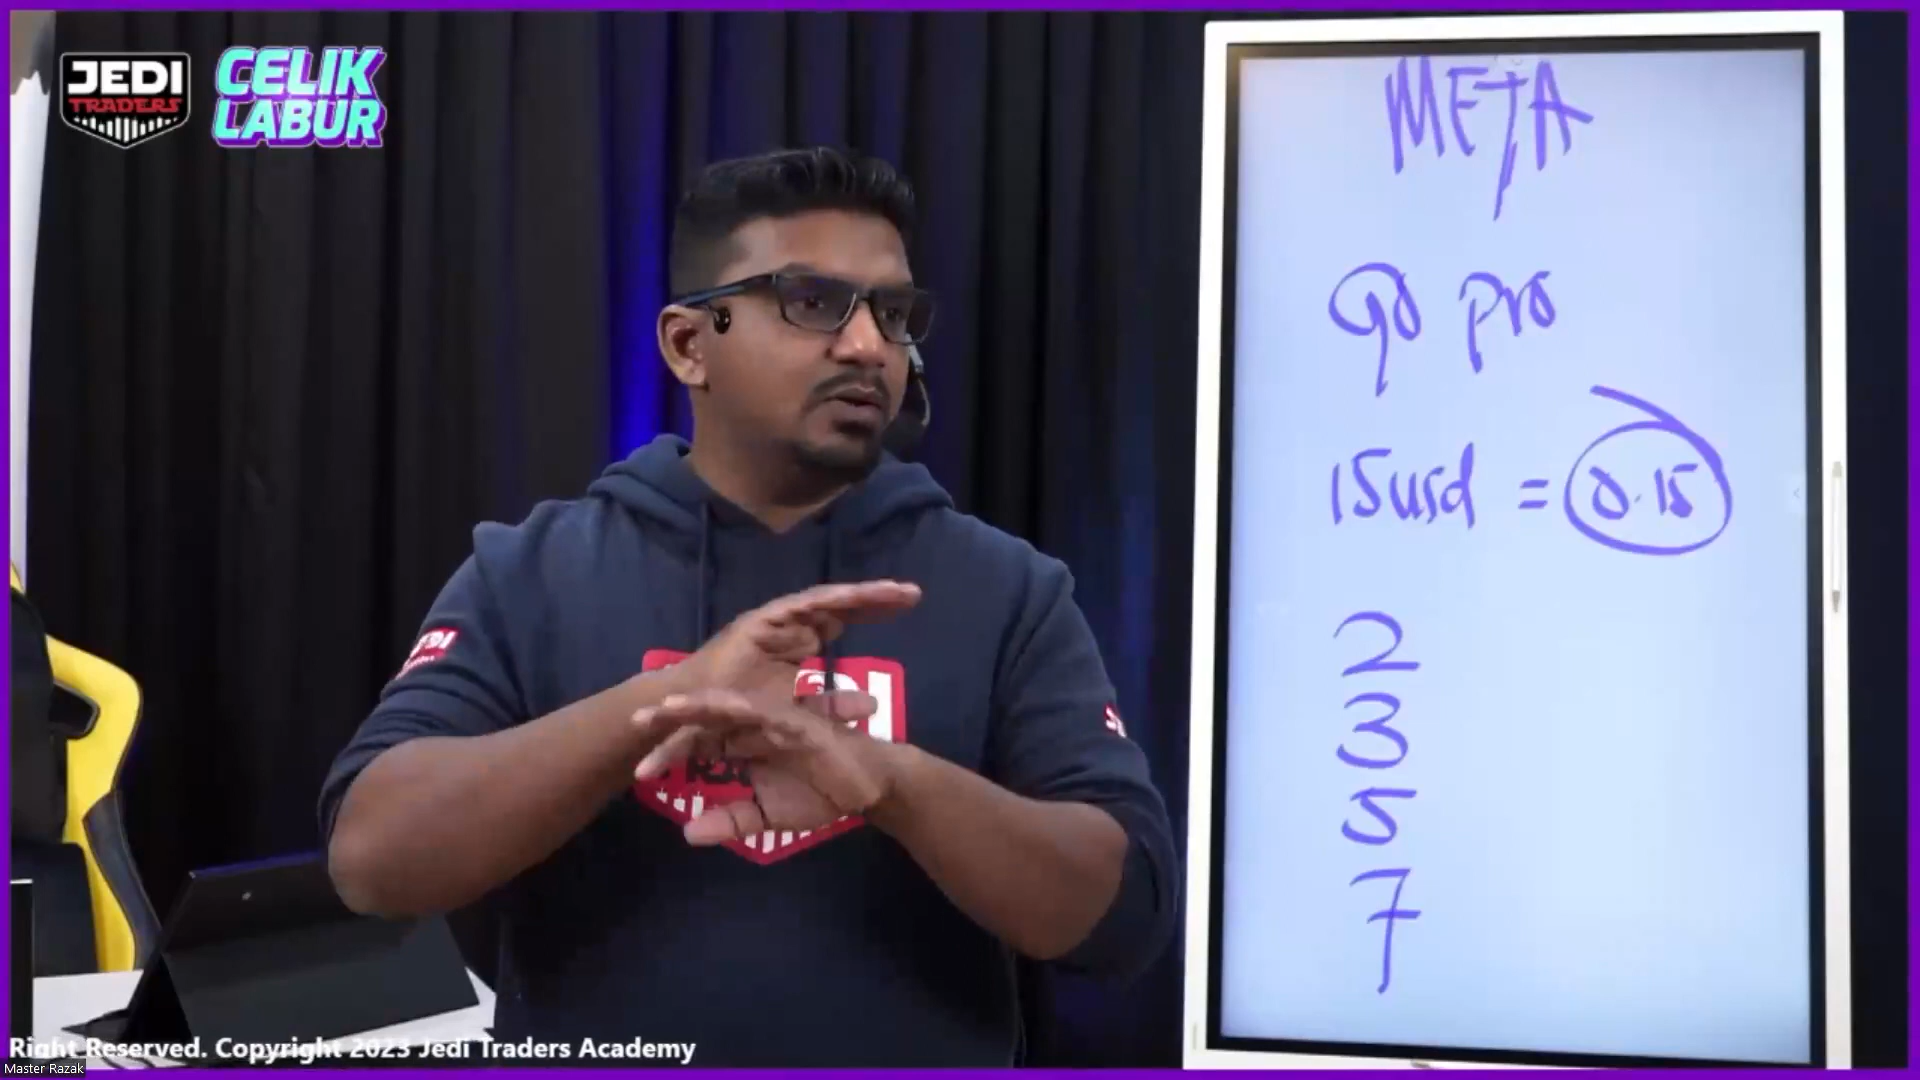 JEDI
TRADERS
CELIK
LABUR
META
Go pro
15usd = 0.15
2
3
5
7
Right Reserved. Copyright 2023 Jedi Traders Academy
Master Razak